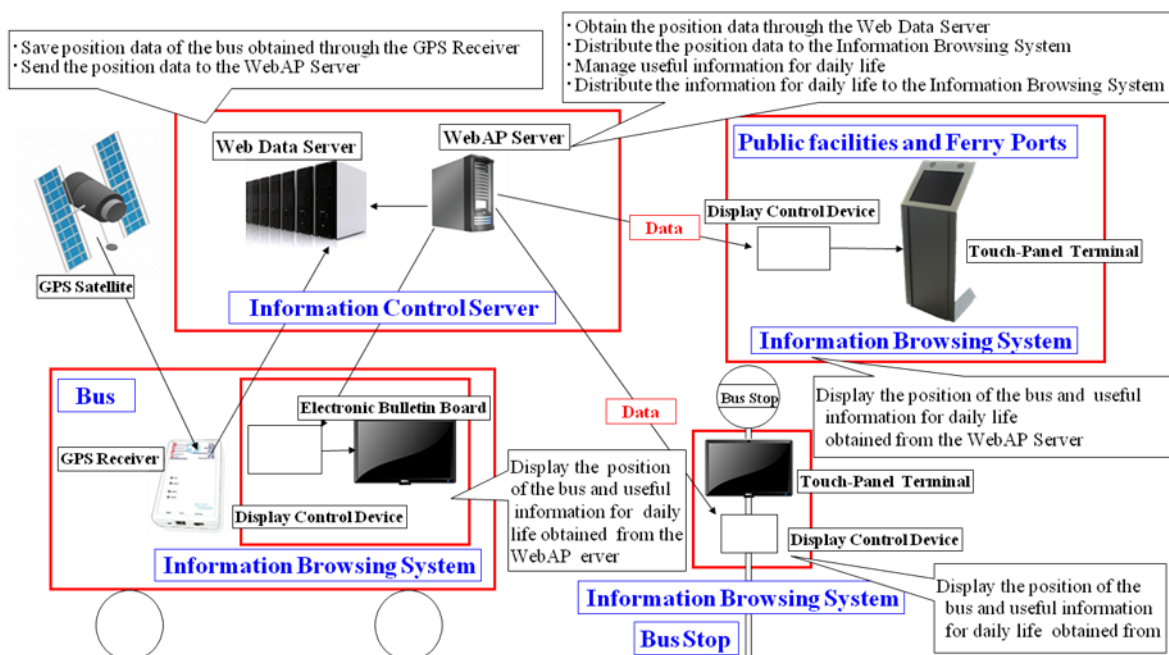 ・Save position data of the bus obtained through the GPS Receiver
・Send the position data to the WebAP Server
・Obtain the position data through the Web Data Server
・Distribute the position data to the Information Browsing System
・Manage useful information for daily life
・Distribute the information for daily life to the Information Browsing System
Web Data Server
WebAP Server
Public facilities and Ferry Ports
Display Control Device
Data
Touch-Panel Terminal
GPS Satellite
Information Control Server
Information Browsing System
Bus
Electronic Bulletin Board
GPS Receiver
Display Control Device
Information Browsing System
Display the position
of the bus and useful
information for daily
life obtained from the
WebAP erver
Data
Bus Stop
Display the position of the bus and useful
information for daily life
obtained from the WebAP Server
Touch-Panel Terminal
Display Control Device
Information Browsing System
Bus Stop
Display the position of the
bus and useful information
for daily life obtained from